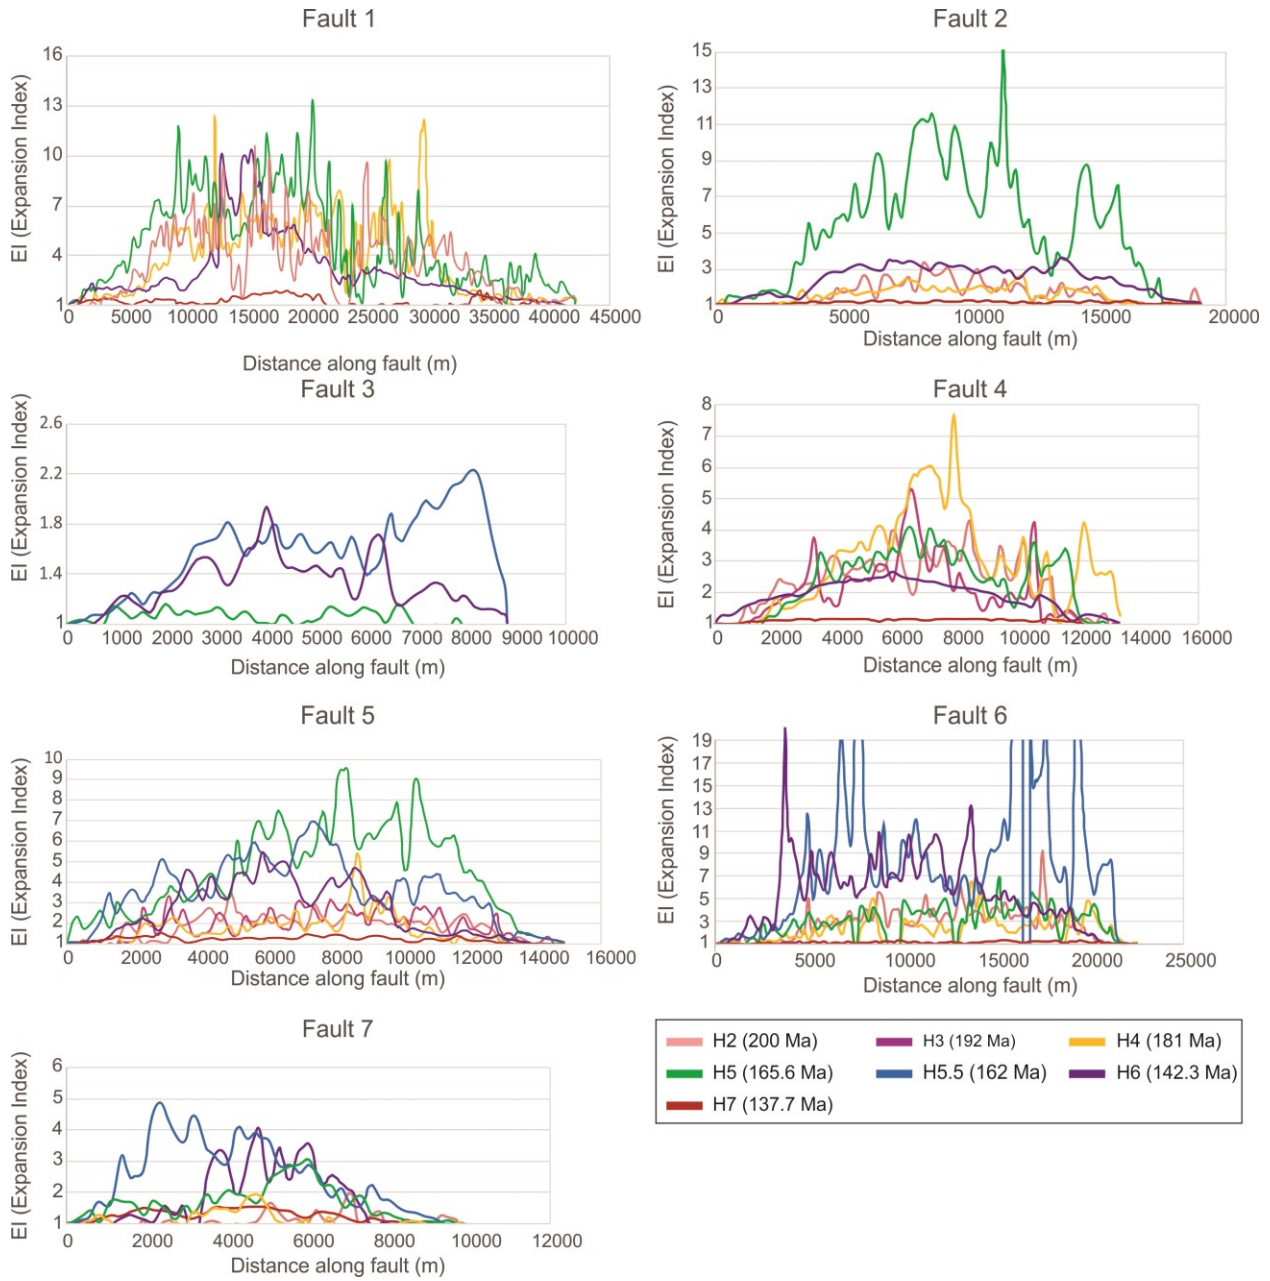 Fault 1
EI (Expansion Index)
16
13
10
7
4
1
0 5000 10000 15000 20000 25000 30000 35000 40000 45000
Distance along fault (m)
Fault 2
EI (Expansion Index)
15
13
11
9
7
5
3
1
0 5000 10000 15000 20000
Distance along fault (m)
Fault 3
EI (Expansion Index)
2.6
2.2
1.8
1.4
1
0 1000 2000 3000 4000 5000 6000 7000 8000 9000 10000
Distance along fault (m)
Fault 4
EI (Expansion Index)
8
7
6
5
4
3
2
1
0 2000 4000 6000 8000 10000 12000 14000 16000
Distance along fault (m)
Fault 5
EI (Expansion Index)
10
9
8
7
6
5
4
3
2
1
0 2000 4000 6000 8000 10000 12000 14000 16000
Distance along fault (m)
Fault 6
EI (Expansion Index)
19
17
15
13
11
9
7
5
3
1
0 5000 10000 15000 20000 25000
Distance along fault (m)
Fault 7
EI (Expansion Index)
6
5
4
3
2
1
0 2000 4000 6000 8000 10000 12000
Distance along fault (m)
H2 (200 Ma) H3 (192 Ma) H4 (181 Ma)
H5 (165.6 Ma) H5.5 (162 Ma) H6 (142.3 Ma)
H7 (137.7 Ma)